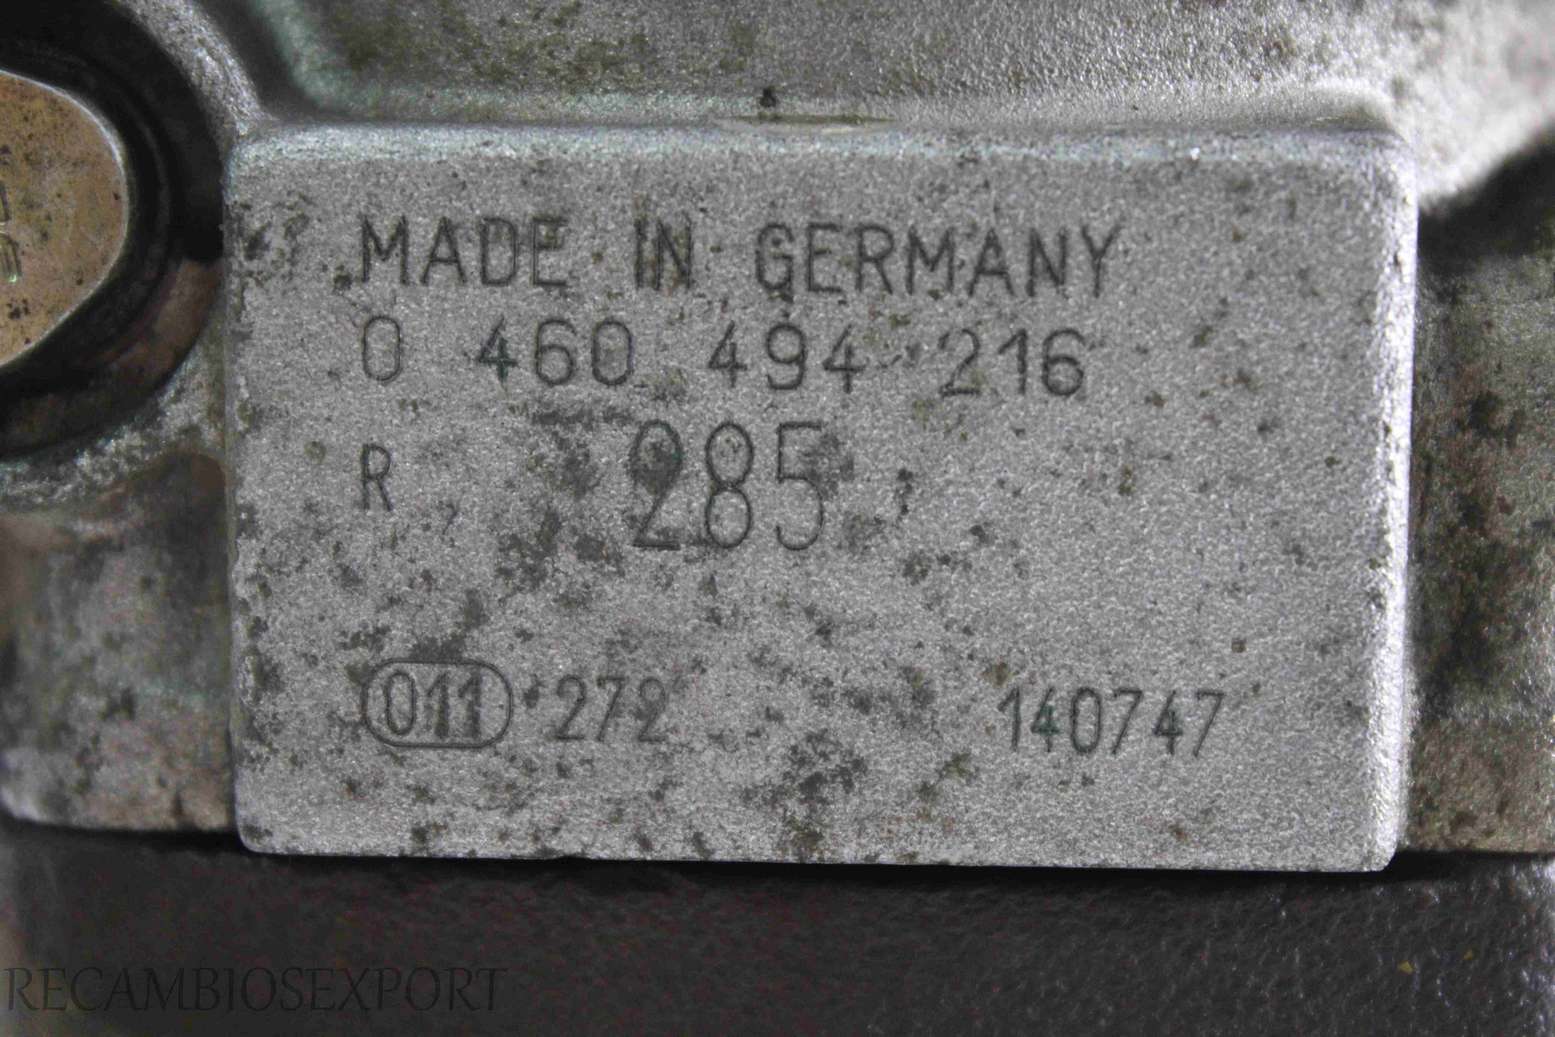 MADE IN GERMANY
0 460 494 216
R 285
011 272 140747
RECAMBIOSEXPORT